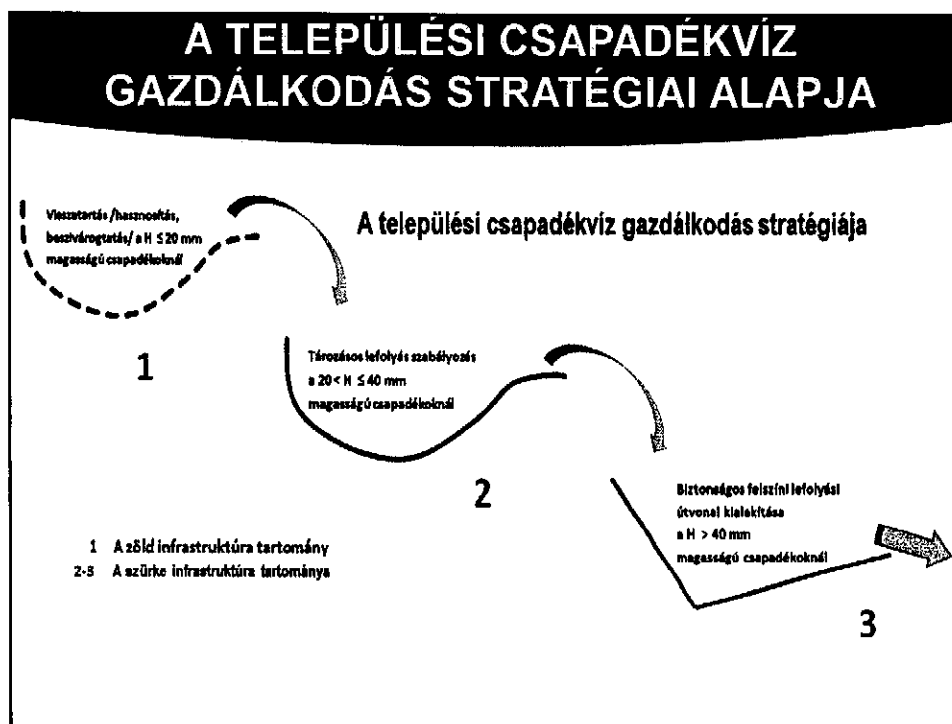 A TELEPÜLÉSI CSAPADÉKVÍZ
GAZDÁLKODÁS STRATÉGIAI ALAPJA
A települési csapadékvíz gazdálkodás stratégiája
Visszatartás /hasznosítás,
beszivárogtatás/ a H ≤ 20 mm
magasságú csapadékoknál
1
Tározásos lefolyás szabályozás
a 20 < H ≤ 40 mm
magasságú csapadékoknál
2
Biztonságos felszíni lefolyási
útvonal kialakítása
a H > 40 mm
magasságú csapadékoknál
3
1 A zöld infrastruktúra tartomány
2-3 A szürke infrastruktúra tartománya